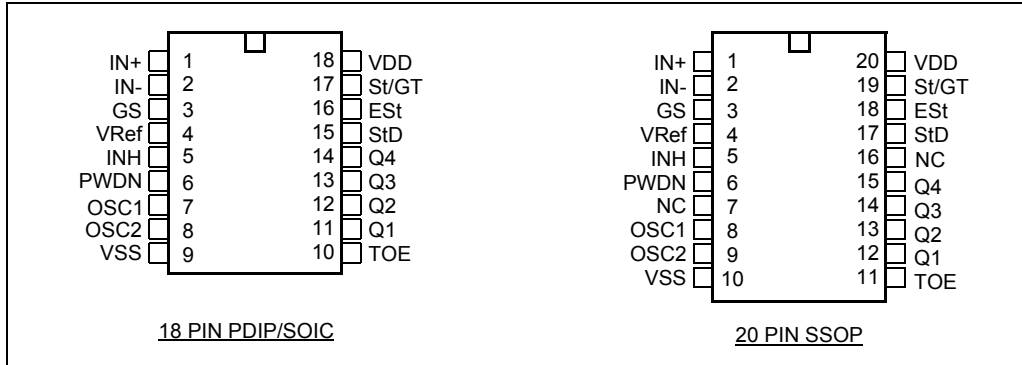 IN+ 1 18 VDD
IN- 2 17 St/GT
GS 3 16 ESt
VRef 4 15 StD
INH 5 14 Q4
PWDN 6 13 Q3
OSC1 7 12 Q2
OSC2 8 11 Q1
VSS 9 10 TOE
18 PIN PDIP/SOIC
IN+ 1 20 VDD
IN- 2 19 St/GT
GS 3 18 ESt
VRef 4 17 StD
INH 5 16 NC
PWDN 6 15 Q4
NC 7 14 Q3
OSC1 8 13 Q2
OSC2 9 12 Q1
VSS 10 11 TOE
20 PIN SSOP